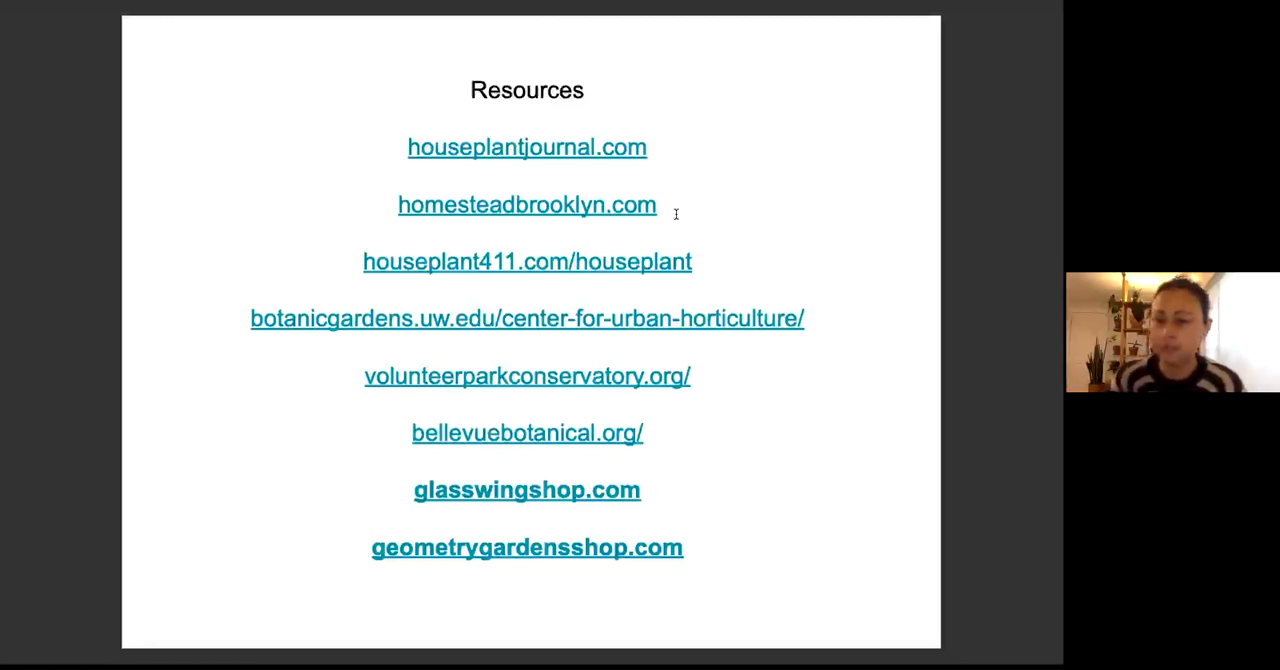 Resources
houseplantjournal.com
homesteadbrooklyn.com
houseplant411.com/houseplant
botanicgardens.uw.edu/center-for-urban-horticulture/
volunteerparkconservatory.org/
bellevuebotanical.org/
glasswingshop.com
geometrygardensshop.com